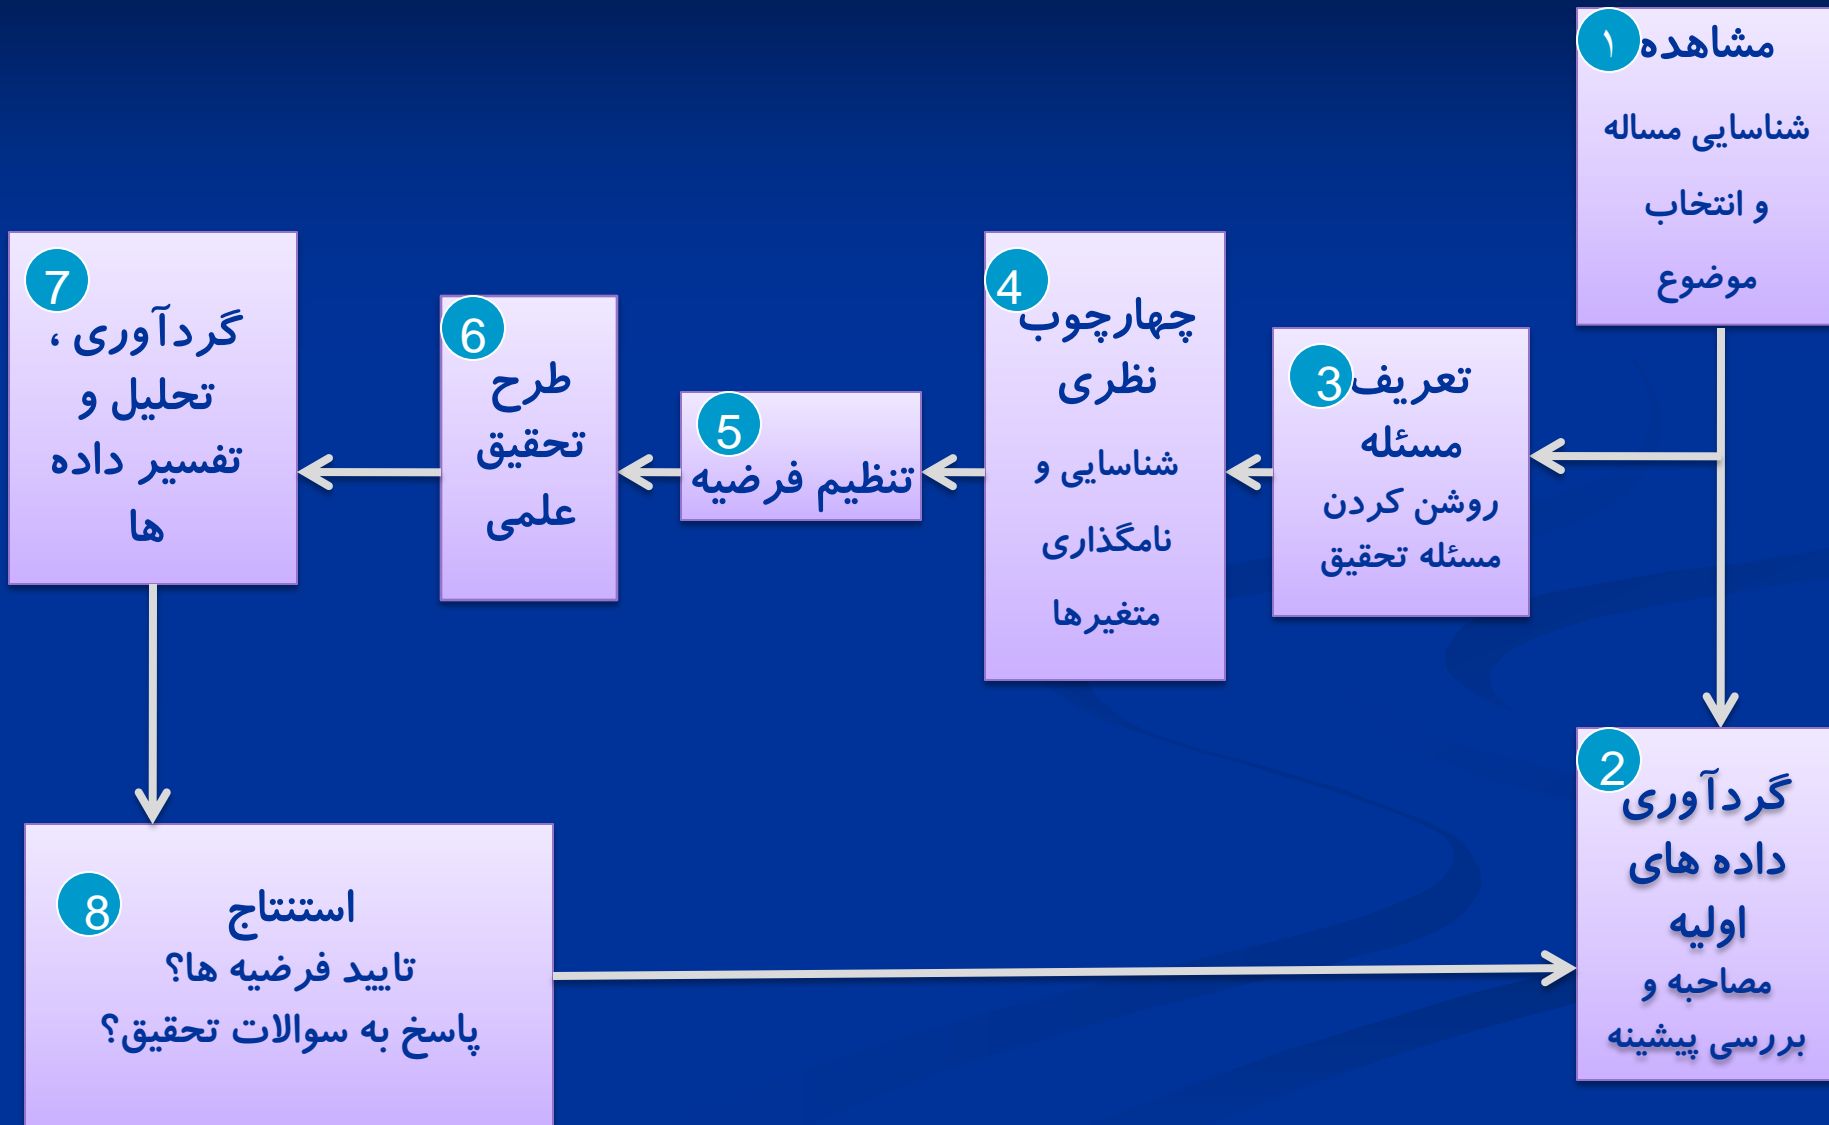 ۱
مشاهده
شناسایی مساله
و انتخاب
موضوع
2
گردآوری
داده های
اولیه
مصاحبه و
بررسی پیشینه
3
تعریف
مسئله
روشن کردن
مسئله تحقیق
4
چهارچوب
نظری
شناسایی و
نامگذاری
متغیرها
5
تنظیم فرضیه
6
طرح
تحقیق
علمی
7
گردآوری ،
تحلیل و
تفسیر داده
ها
8
استنتاج
تایید فرضیه ها؟
پاسخ به سوالات تحقیق؟